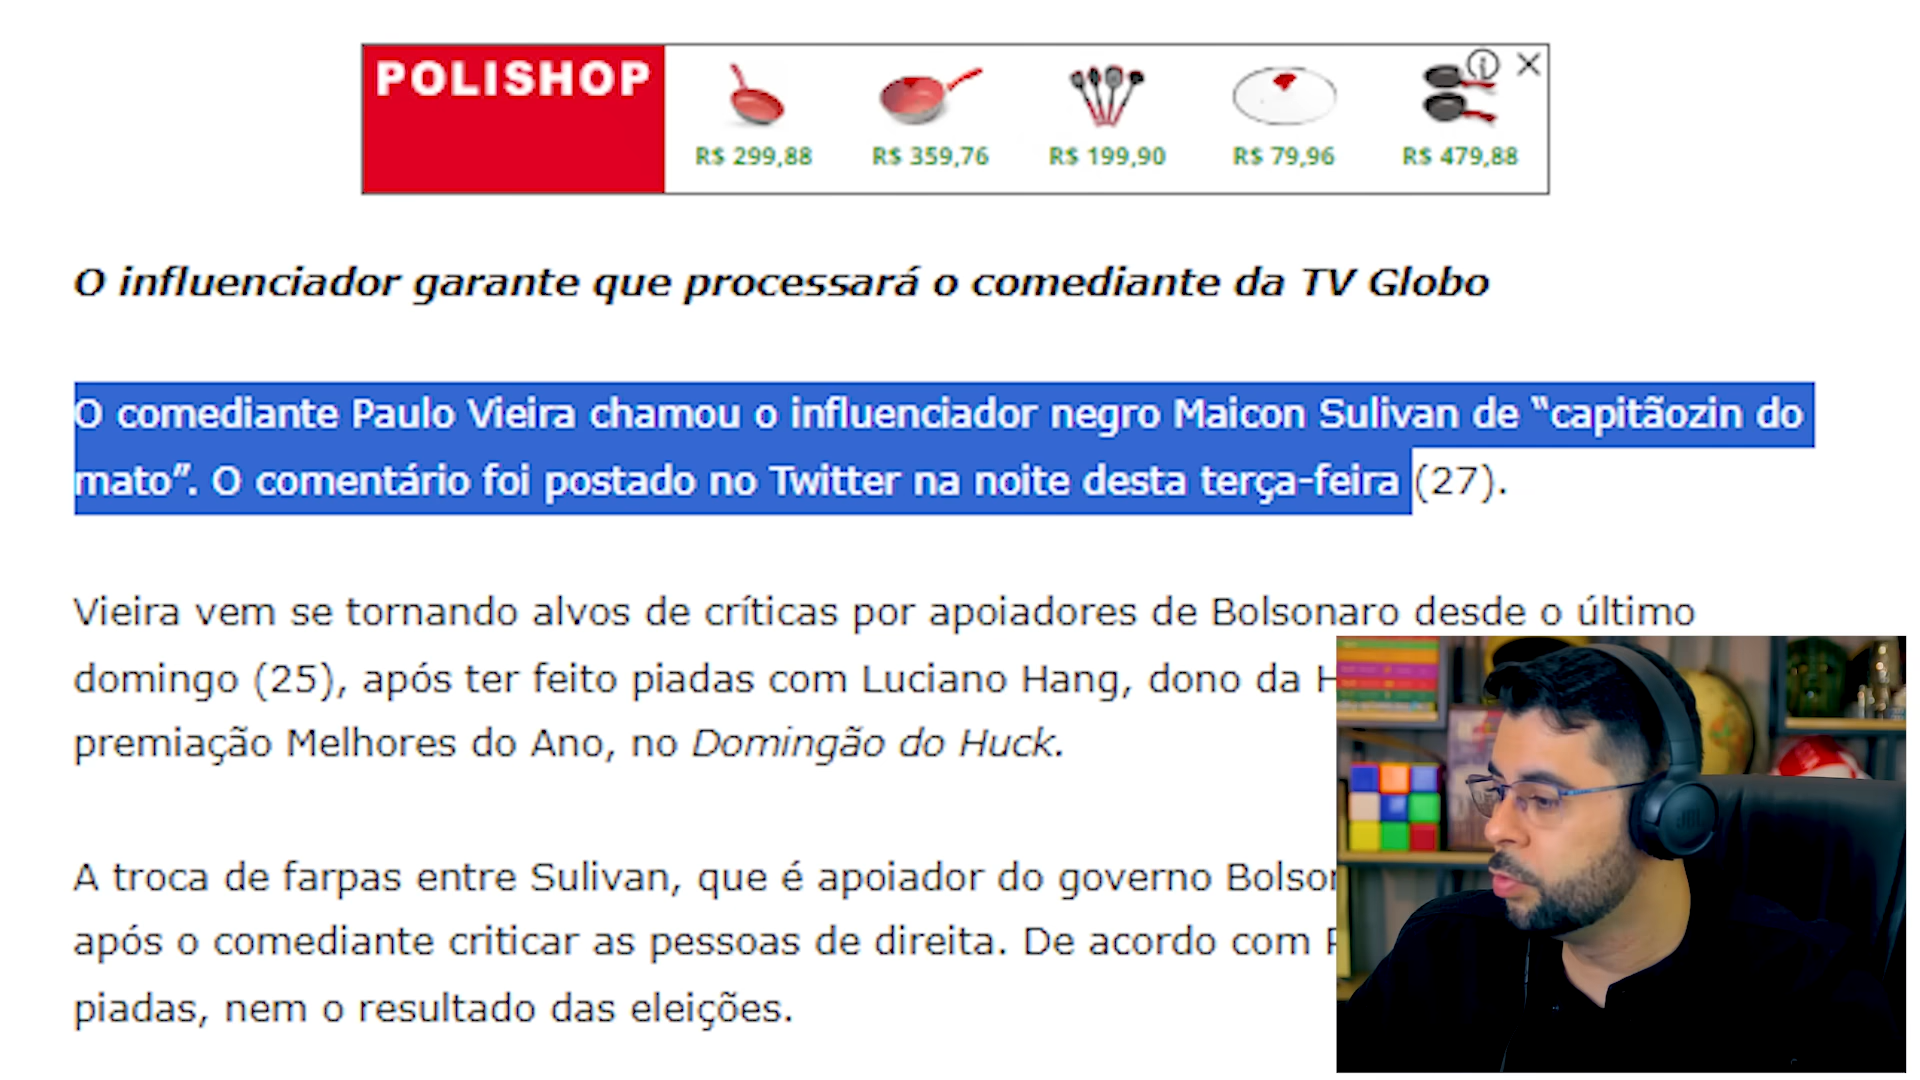 POLISHOP
R$ 299,88
R$ 359,76
R$ 199,90
R$ 79,96
R$ 479,88
O influenciador garante que processará o comediante da TV Globo
O comediante Paulo Vieira chamou o influenciador negro Maicon Sulivan de “capitãozin do
mato”. O comentário foi postado no Twitter na noite desta terça-feira (27).
Vieira vem se tornando alvos de críticas por apoiadores de Bolsonaro desde o último
domingo (25), após ter feito piadas com Luciano Hang, dono da
premiação Melhores do Ano, no Domingão do Huck.
A troca de farpas entre Sulivan, que é apoiador do governo
após o comediante criticar as pessoas de direita. De acordo com
piadas, nem o resultado das eleições.